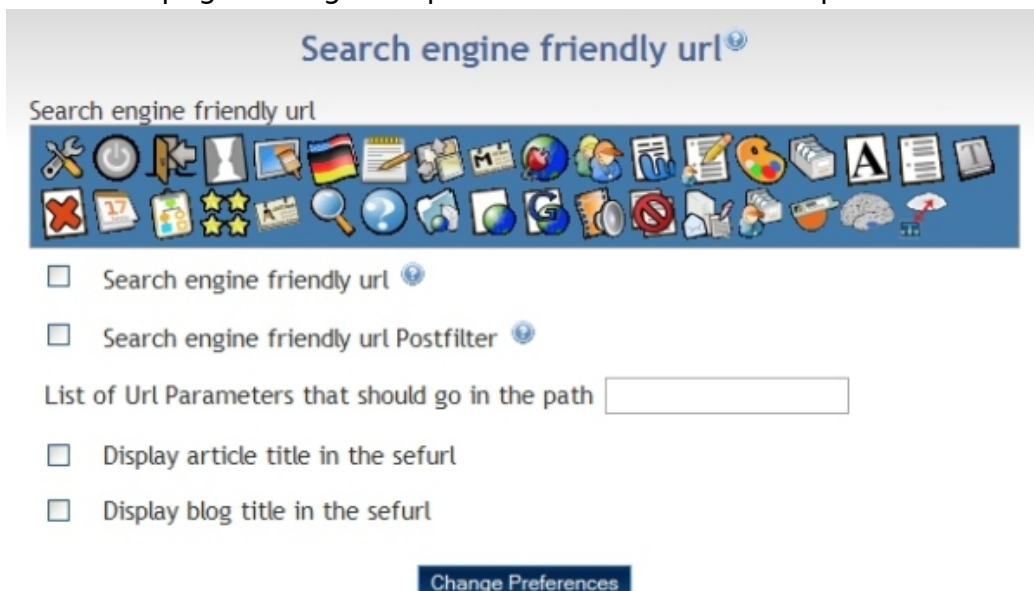 Search engine friendly url
Search engine friendly url
M
A
T
17
G
Search engine friendly url
Search engine friendly url Postfilter
List of Url Parameters that should go in the path
Display article title in the sefurl
Display blog title in the sefurl
Change Preferences